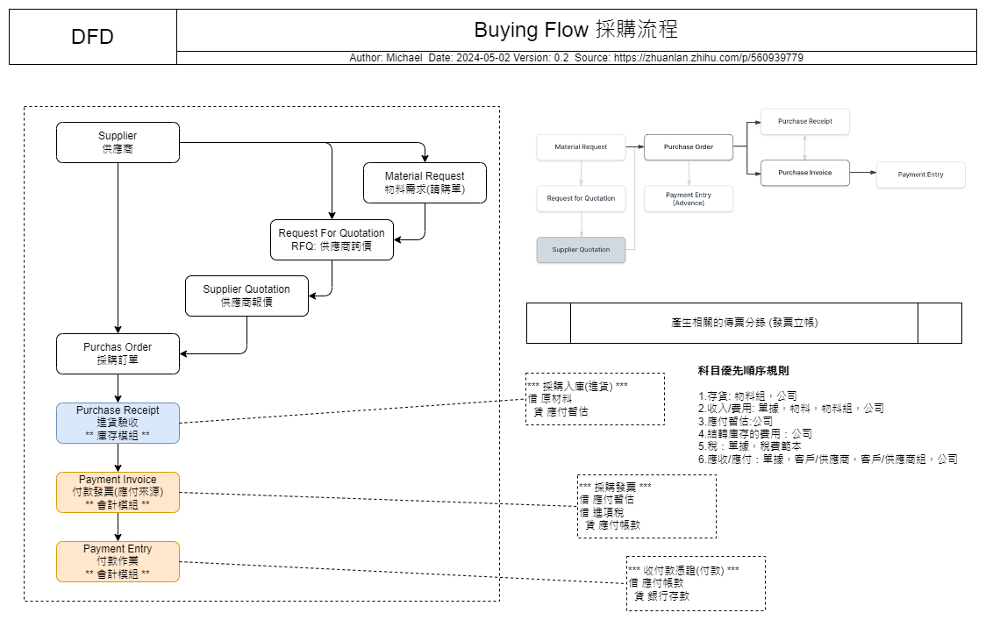 DFD
Buying Flow 採購流程
Author: Michael  Date: 2024-05-02 Version: 0.2  Source: https://zhuanlan.zhihu.com/p/560939779
Supplier
供應商
Material Request
物料需求(請購單)
Request For Quotation
RFQ: 供應商詢價
Supplier Quotation
供應商報價
Purchas Order
採購訂單
Purchase Receipt
進貨驗收
** 庫存模組 **
Payment Invoice
付款發票(應付來源)
** 會計模組 **
Payment Entry
付款作業
** 會計模組 **
Purchase Receipt
Material Request
Purchase Order
Purchase Invoice
Payment Entry
Request for Quotation
Payment Entry
(Advance)
Supplier Quotation
產生相關的傳票分錄 (發票立帳)
科目優先順序規則
1.存貨: 物料組，公司
2.收入/費用: 單據，物料，物料組，公司
3.應付暫估:公司
4.結轉庫存的費用：公司
5.稅：單據，稅費範本
6.應收/應付：單據，客戶/供應商，客戶/供應商組，公司
*** 採購入庫(進貨) ***
借 原材料
貸 應付暫估
*** 採購發票 ***
借 應付暫估
借 進項稅
貸 應付帳款
*** 收付款憑證(付款) ***
借 應付帳款
貸 銀行存款